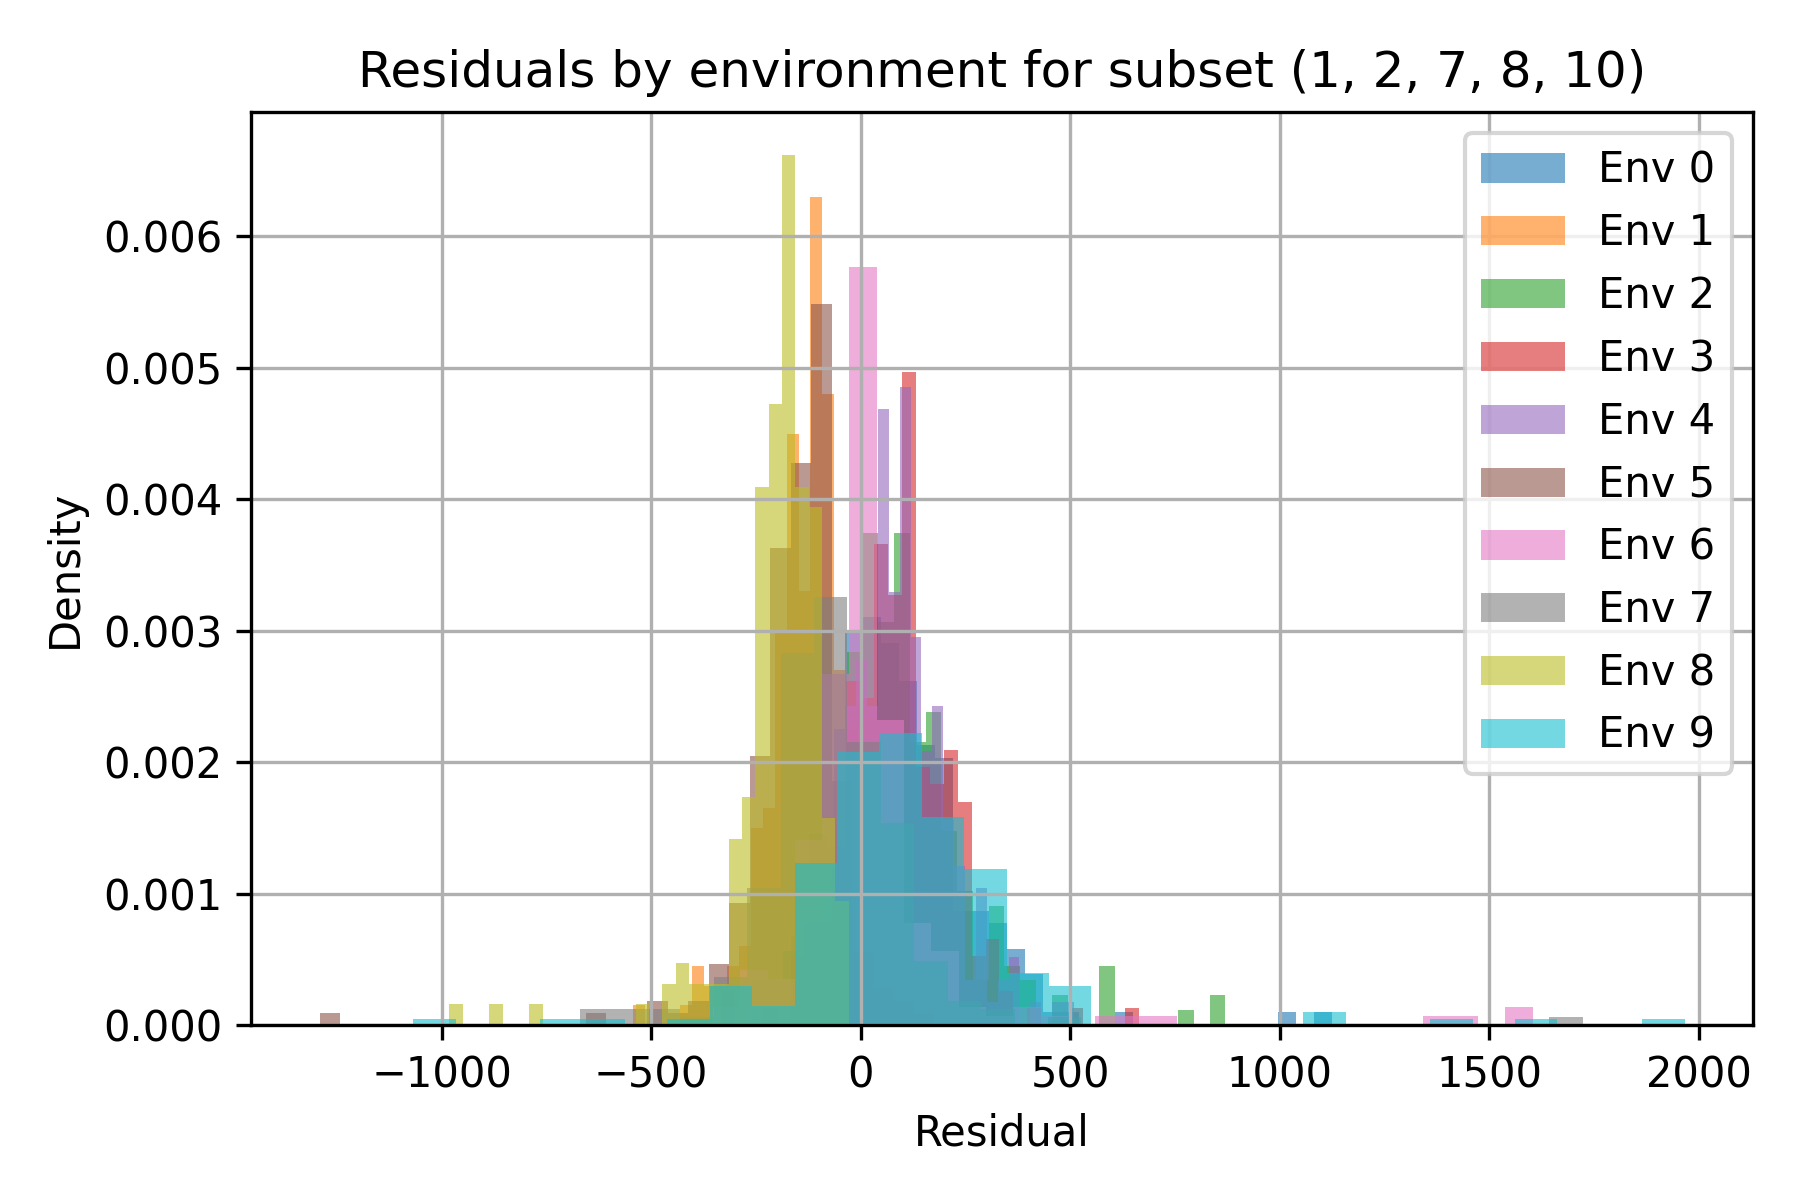 Residuals by environment for subset (1, 2, 7, 8, 10)
Density
0.006
0.005
0.004
0.003
0.002
0.001
0.000
Env 0
Env 1
Env 2
Env 3
Env 4
Env 5
Env 6
Env 7
Env 8
Env 9
−1000 −500 0 500 1000 1500 2000
Residual